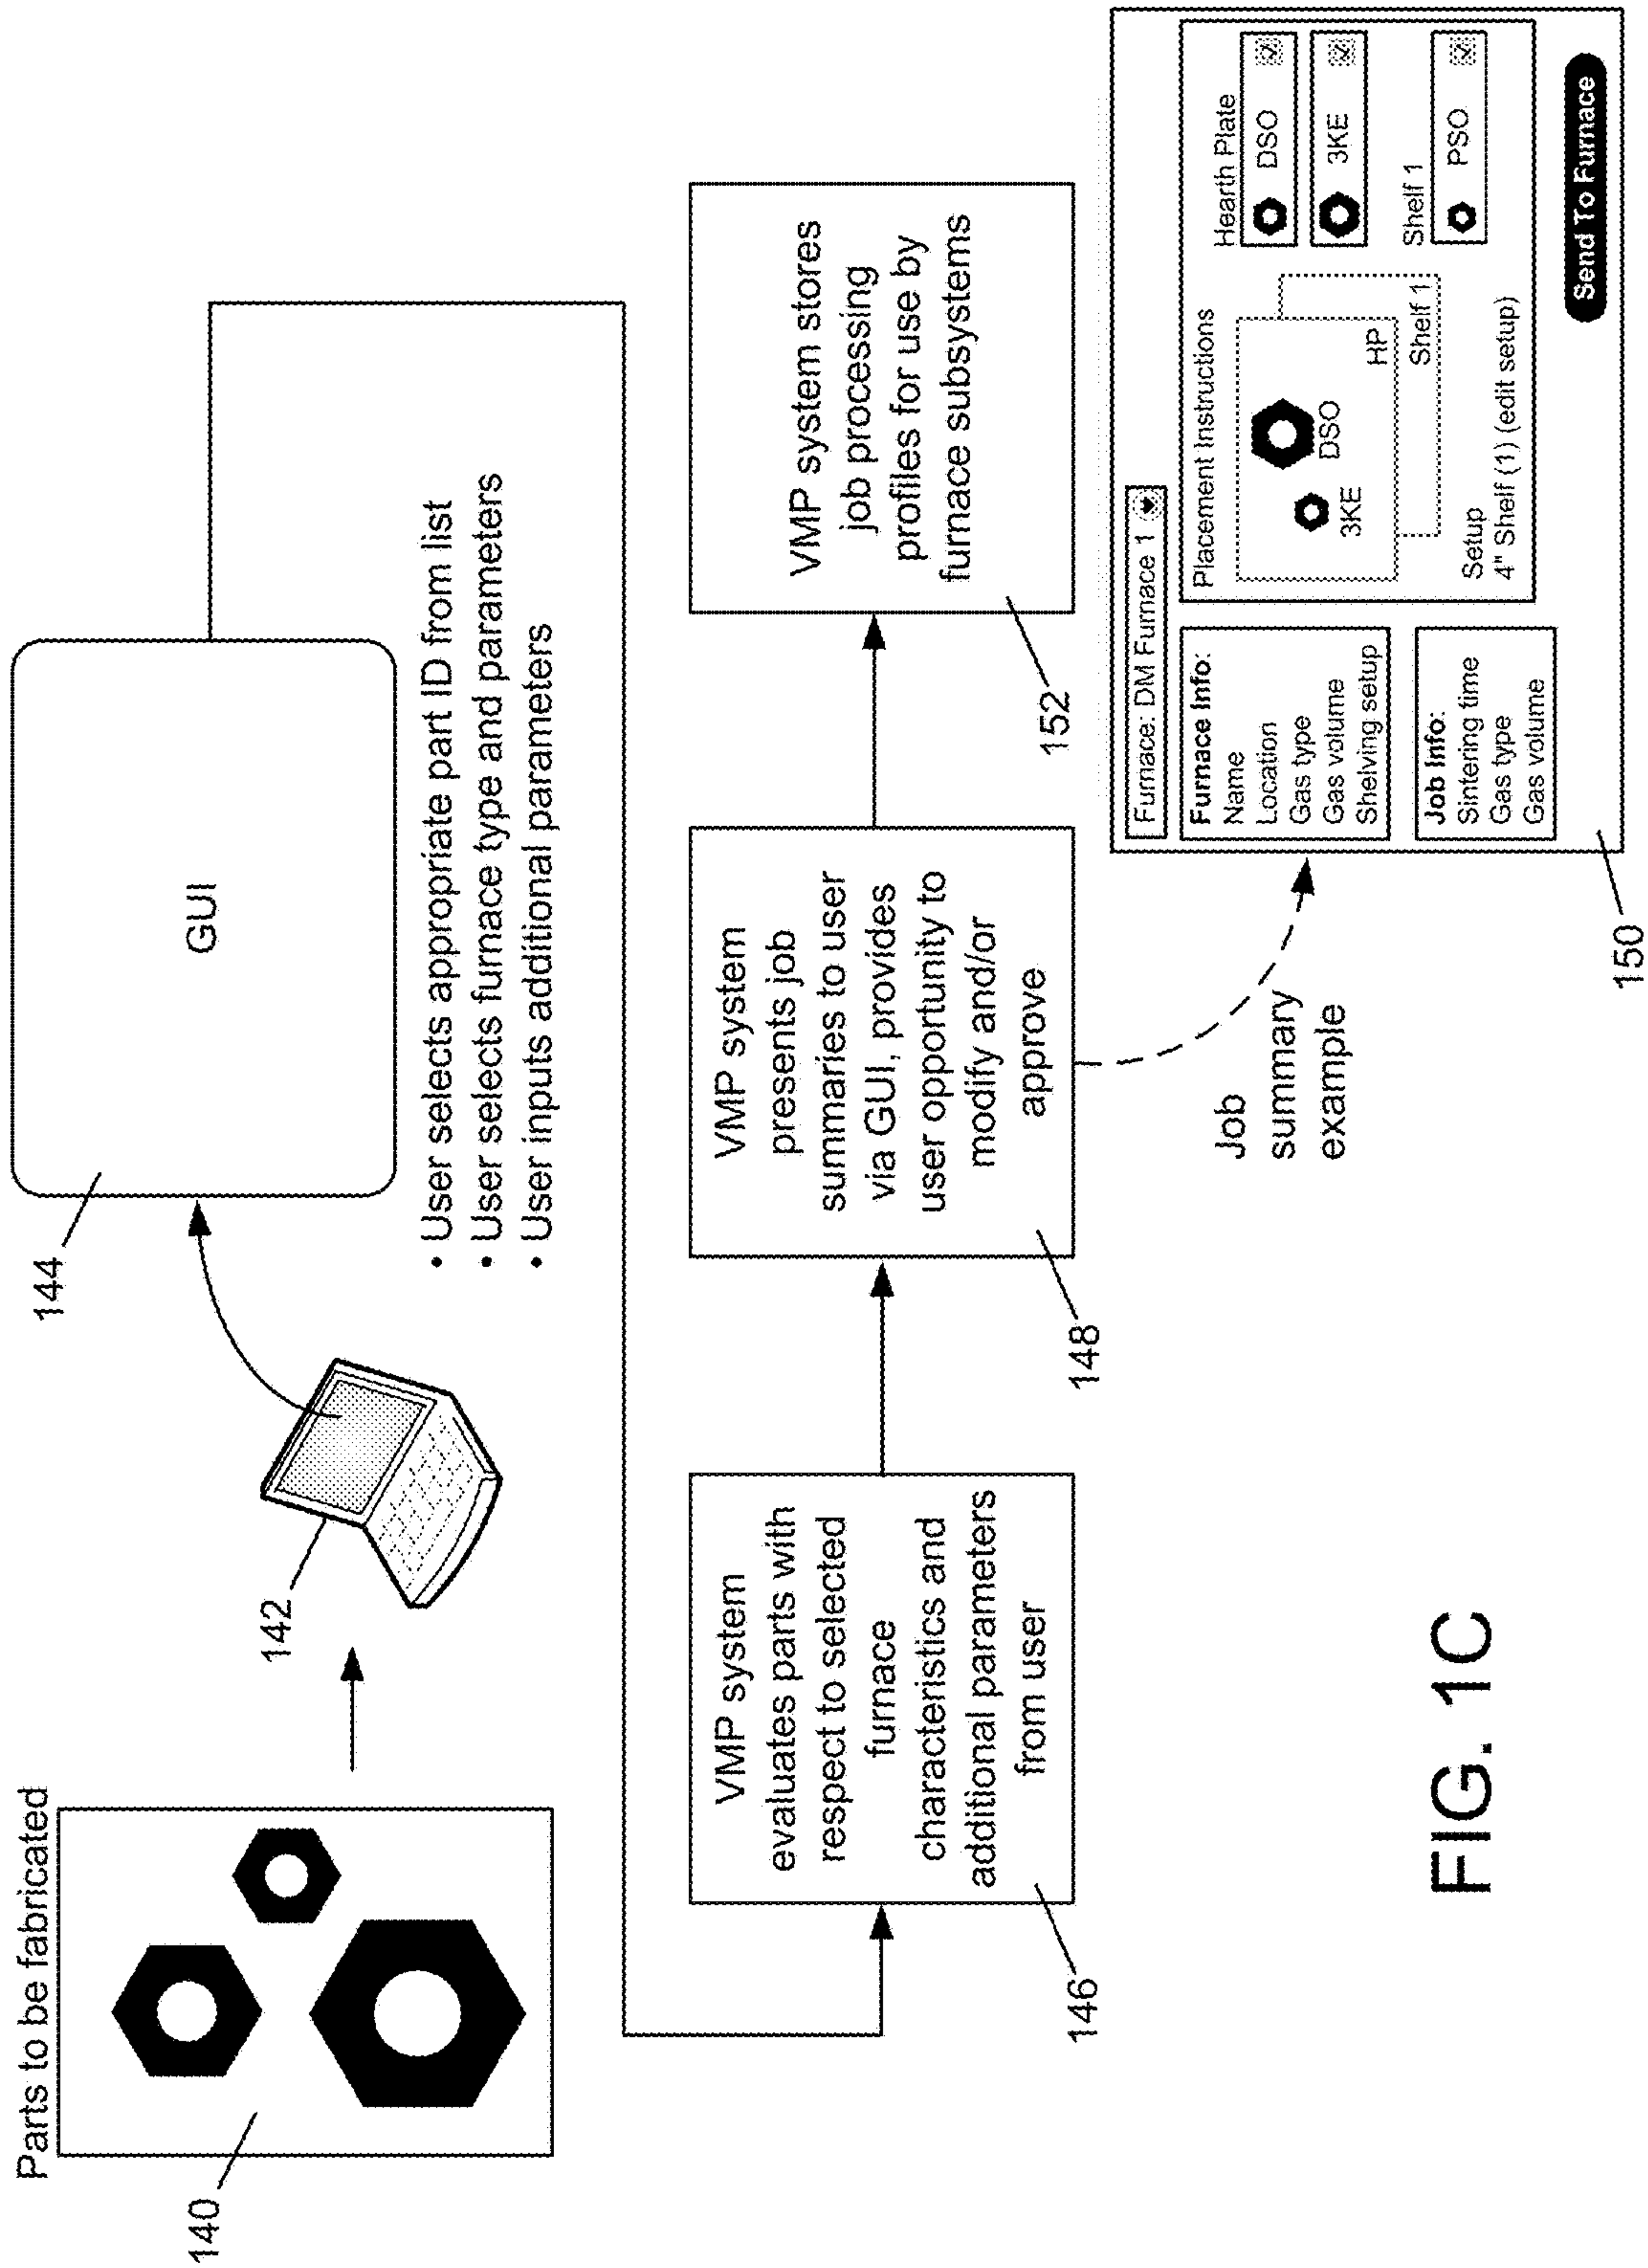 Parts to be fabricated
140
142
144
GUI
• User selects appropriate part ID from list
• User selects furnace type and parameters
• User inputs additional parameters
VMP system
evaluates parts with
respect to selected
furnace
characteristics and
additional parameters
from user
146
VMP system
presents job
summaries to user
via GUI, provides
user opportunity to
modify and/or
approve
148
VMP system stores
job processing
profiles for use by
furnace subsystems
152
Job
summary
example
Furnace: DM Furnace 1
Furnace Info:
Name
Location
Gas type
Gas volume
Shelving setup
Job Info:
Sintering time
Gas type
Gas volume
Placement Instructions
3KE
DSO
HP
Shelf 1
Setup
4" Shelf (1) (edit setup)
Hearth Plate
DSO
3KE
Shelf 1
PSO
Send To Furnace
150
FIG. 1C